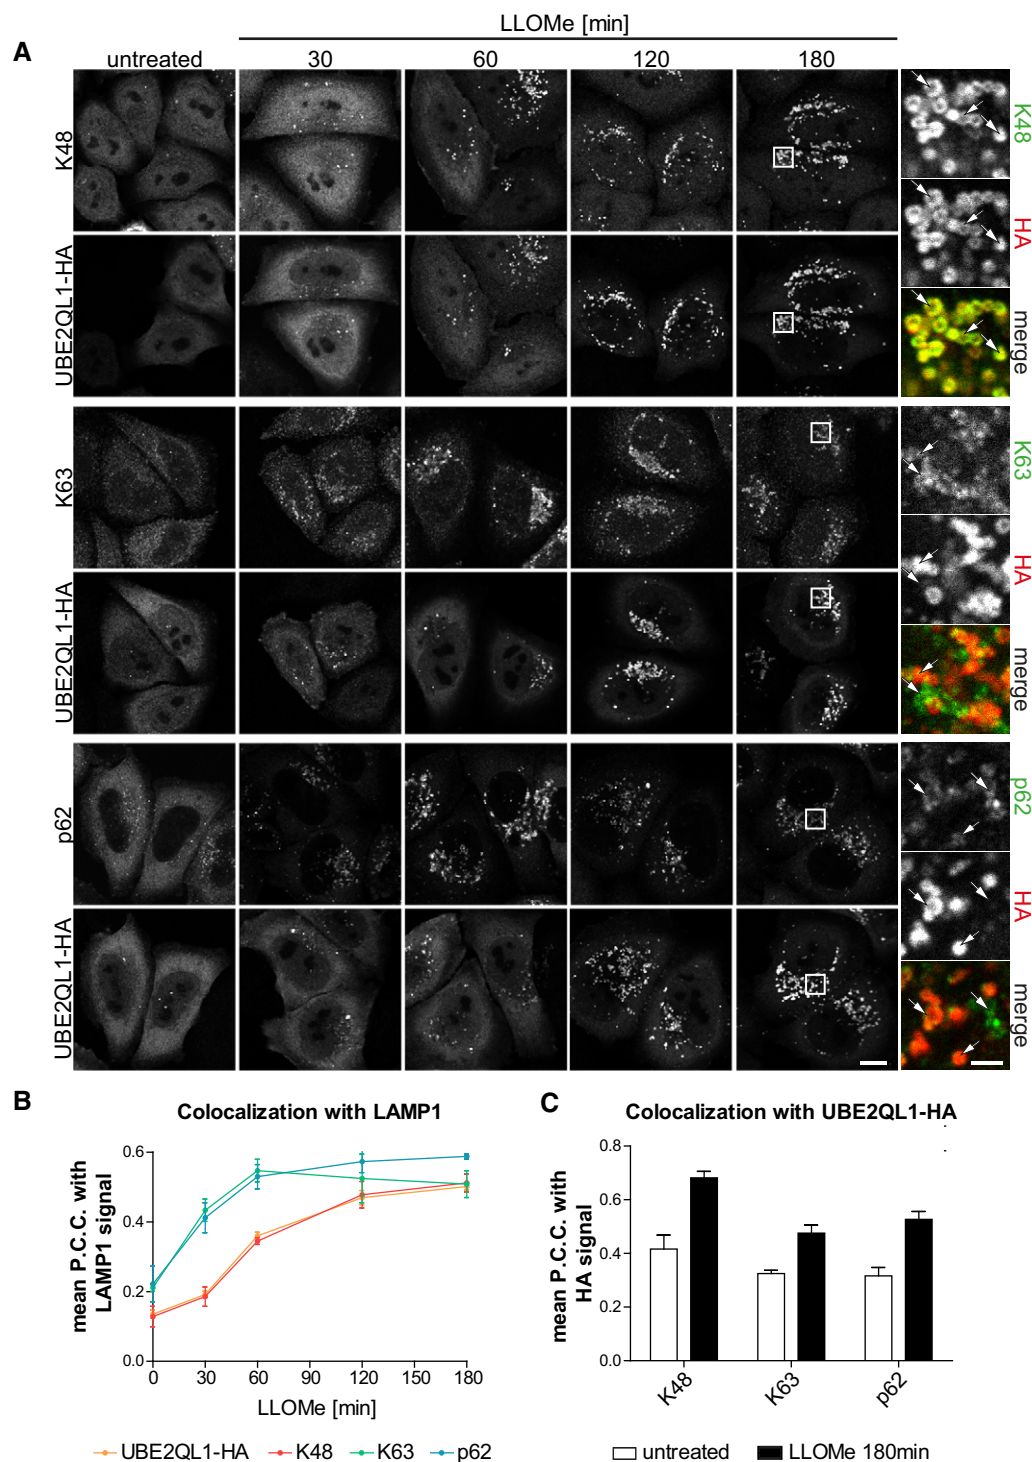 LLOMe [min]
A
untreated 30 60 120 180
K48
UBE2QL1-HA
K48
HA
merge
K63
UBE2QL1-HA
K63
HA
merge
p62
UBE2QL1-HA
p62
HA
merge
B
Colocalization with LAMP1
mean P.C.C. with
LAMP1 signal
0.6
0.4
0.2
0.0
0 30 60 90 120 150 180
LLOMe [min]
UBE2QL1-HA K48 K63 p62
C
Colocalization with UBE2QL1-HA
mean P.C.C. with
HA signal
0.8
0.6
0.4
0.2
0.0
K48 K63 p62
untreated LLOMe 180min